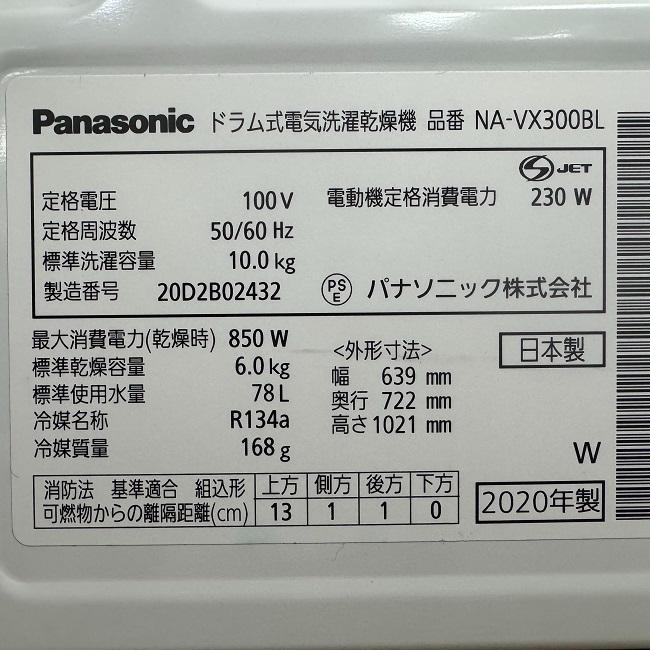 Panasonic ドラム式電気洗濯乾燥機 品番 NA-VX300BL
S JET
定格電圧 100V 電動機定格消費電力 230 W
定格周波数 50/60 Hz
標準洗濯容量 10.0kg
製造番号 20D2B02432 PSE パナソニック株式会社
最大消費電力(乾燥時) 850 W
標準乾燥容量 6.0kg
標準使用水量 78L
冷媒名称 R134a
冷媒質量 168g
<外形寸法>
幅 639 mm
奥行 722 mm
高さ 1021 mm
日本製
W
消防法 基準適合 組込形 上方 側方 後方 下方
可燃物からの離隔距離(cm) 13 1 1 0
2020年製